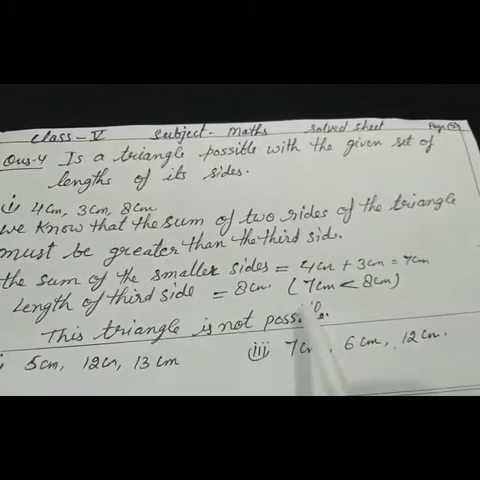 Class-V Subject- Maths Solved Sheet
Ques-4 Is a triangle possible with the given set of
lengths of its sides.
i) 4cm, 3cm, 8cm
we know that the sum of two sides of the triangle
must be greater than the third sid.
the sum of the smaller sides = 4cm + 3cm = 7cm
Length of third side = 8cm. (7cm < 8cm)
This triangle is not
5cm, 12cm, 13cm (iii) 7cm, 6cm, 12cm.